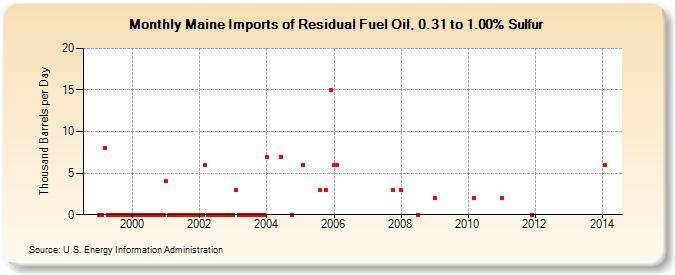 Monthly Maine Imports of Residual Fuel Oil, 0.31 to 1.00% Sulfur
Thousand Barrels per Day
20
15
10
5
0
2000 2002 2004 2006 2008 2010 2012 2014
Source: U.S. Energy Information Administration